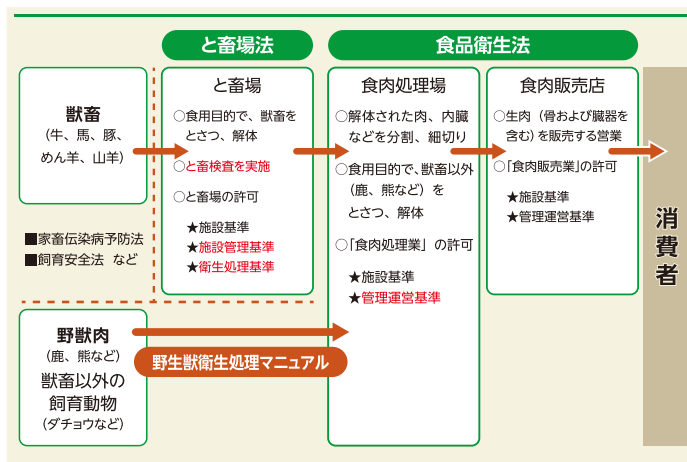 と畜場法
食品衛生法
獣畜
(牛、馬、豚、
めん羊、山羊)
■家畜伝染病予防法
■飼育安全法 など
と畜場
○食用目的で、獣畜を
とさつ、解体
○と畜検査を実施
○と畜場の許可
★施設基準
★施設管理基準
★衛生処理基準
食肉処理場
○解体された肉、内臓
などを分割、細切り
○食用目的で、獣畜以外
(鹿、熊など)を
とさつ、解体
○「食肉処理業」の許可
★施設基準
★管理運営基準
食肉販売店
○生肉(骨および臓器を
含む)を販売する営業
○「食肉販売業」の許可
★施設基準
★管理運営基準
消費者
野獣肉
(鹿、熊など)
獣畜以外の
飼育動物
(ダチョウなど)
野生獣衛生処理マニュアル